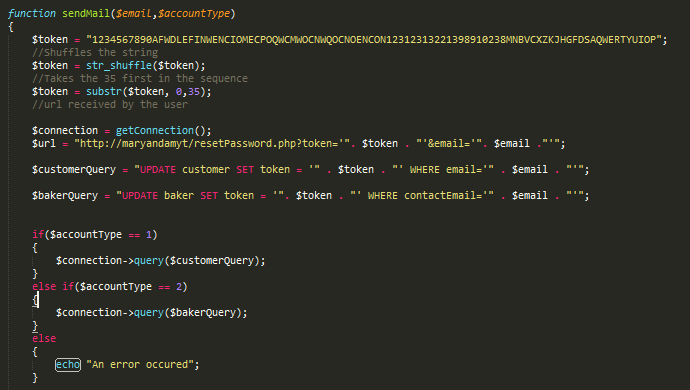 function sendMail($email,$accountType)
{
$token = "1234567890AFWDLEFINWENCIOMECPOQWCMWOCNWQOCNOENCON12312313221398910238MNBVCXZKJHGFDSAQWERTYUIOP";
//Shuffles the string
$token = str_shuffle($token);
//Takes the 35 first in the sequence
$token = substr($token, 0,35);
//url received by the user
$connection = getConnection();
$url = "http://maryandamyt/resetPassword.php?token='". $token . "'&email='". $email ."'";
$customerQuery = "UPDATE customer SET token = '" . $token . "' WHERE email='" . $email . "'";
$bakerQuery = "UPDATE baker SET token = '". $token . "' WHERE contactEmail='" . $email . "'";
if($accountType == 1)
{
$connection->query($customerQuery);
}
else if($accountType == 2)
{
$connection->query($bakerQuery);
}
else
{
echo "An error occured";
}